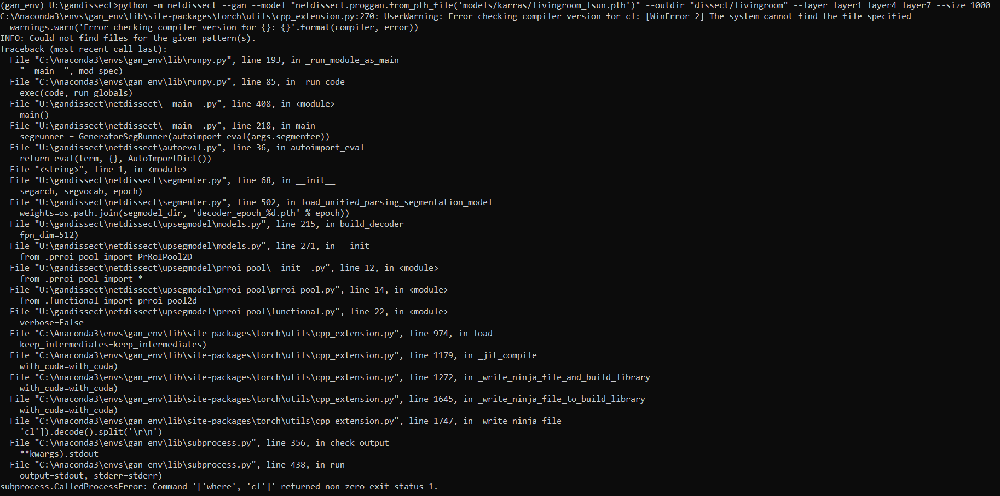 (gan_env) U:\gandissect>python -m netdissect --gan --model "netdissect.proggan.from_pth_file('models/karras/livingroom_lsun.pth')" --outdir "dissect/livingroom" --layer layer1 layer4 layer7 --size 1000
C:\Anaconda3\envs\gan_env\lib\site-packages\torch\utils\cpp_extension.py:270: UserWarning: Error checking compiler version for cl: [WinError 2] The system cannot find the file specified
  warnings.warn('Error checking compiler version for {}: {}'.format(compiler, error))
INFO: Could not find files for the given pattern(s).
Traceback (most recent call last):
  File "C:\Anaconda3\envs\gan_env\lib\runpy.py", line 193, in _run_module_as_main
    "__main__", mod_spec)
  File "C:\Anaconda3\envs\gan_env\lib\runpy.py", line 85, in _run_code
    exec(code, run_globals)
  File "U:\gandissect\netdissect\__main__.py", line 408, in <module>
    main()
  File "U:\gandissect\netdissect\__main__.py", line 218, in main
    segrunner = GeneratorSegRunner(autoimport_eval(args.segmenter))
  File "U:\gandissect\netdissect\autoeval.py", line 36, in autoimport_eval
    return eval(term, {}, AutoImportDict())
  File "<string>", line 1, in <module>
  File "U:\gandissect\netdissect\segmenter.py", line 68, in __init__
    segarch, segvocab, epoch)
  File "U:\gandissect\netdissect\segmenter.py", line 502, in load_unified_parsing_segmentation_model
    weights=os.path.join(segmodel_dir, 'decoder_epoch_%d.pth' % epoch))
  File "U:\gandissect\netdissect\upsegmodel\models.py", line 215, in build_decoder
    fpn_dim=512)
  File "U:\gandissect\netdissect\upsegmodel\models.py", line 271, in __init__
    from .prroi_pool import PrRoIPool2D
  File "U:\gandissect\netdissect\upsegmodel\prroi_pool\__init__.py", line 12, in <module>
    from .prroi_pool import *
  File "U:\gandissect\netdissect\upsegmodel\prroi_pool\prroi_pool.py", line 14, in <module>
    from .functional import prroi_pool2d
  File "U:\gandissect\netdissect\upsegmodel\prroi_pool\functional.py", line 22, in <module>
    verbose=False
  File "C:\Anaconda3\envs\gan_env\lib\site-packages\torch\utils\cpp_extension.py", line 974, in load
    keep_intermediates=keep_intermediates)
  File "C:\Anaconda3\envs\gan_env\lib\site-packages\torch\utils\cpp_extension.py", line 1179, in _jit_compile
    with_cuda=with_cuda)
  File "C:\Anaconda3\envs\gan_env\lib\site-packages\torch\utils\cpp_extension.py", line 1272, in _write_ninja_file_and_build_library
    with_cuda=with_cuda)
  File "C:\Anaconda3\envs\gan_env\lib\site-packages\torch\utils\cpp_extension.py", line 1645, in _write_ninja_file_to_build_library
    with_cuda=with_cuda)
  File "C:\Anaconda3\envs\gan_env\lib\site-packages\torch\utils\cpp_extension.py", line 1747, in _write_ninja_file
    'cl']).decode().split('\r\n')
  File "C:\Anaconda3\envs\gan_env\lib\subprocess.py", line 356, in check_output
    **kwargs).stdout
  File "C:\Anaconda3\envs\gan_env\lib\subprocess.py", line 438, in run
    output=stdout, stderr=stderr)
subprocess.CalledProcessError: Command '['where', 'cl']' returned non-zero exit status 1.